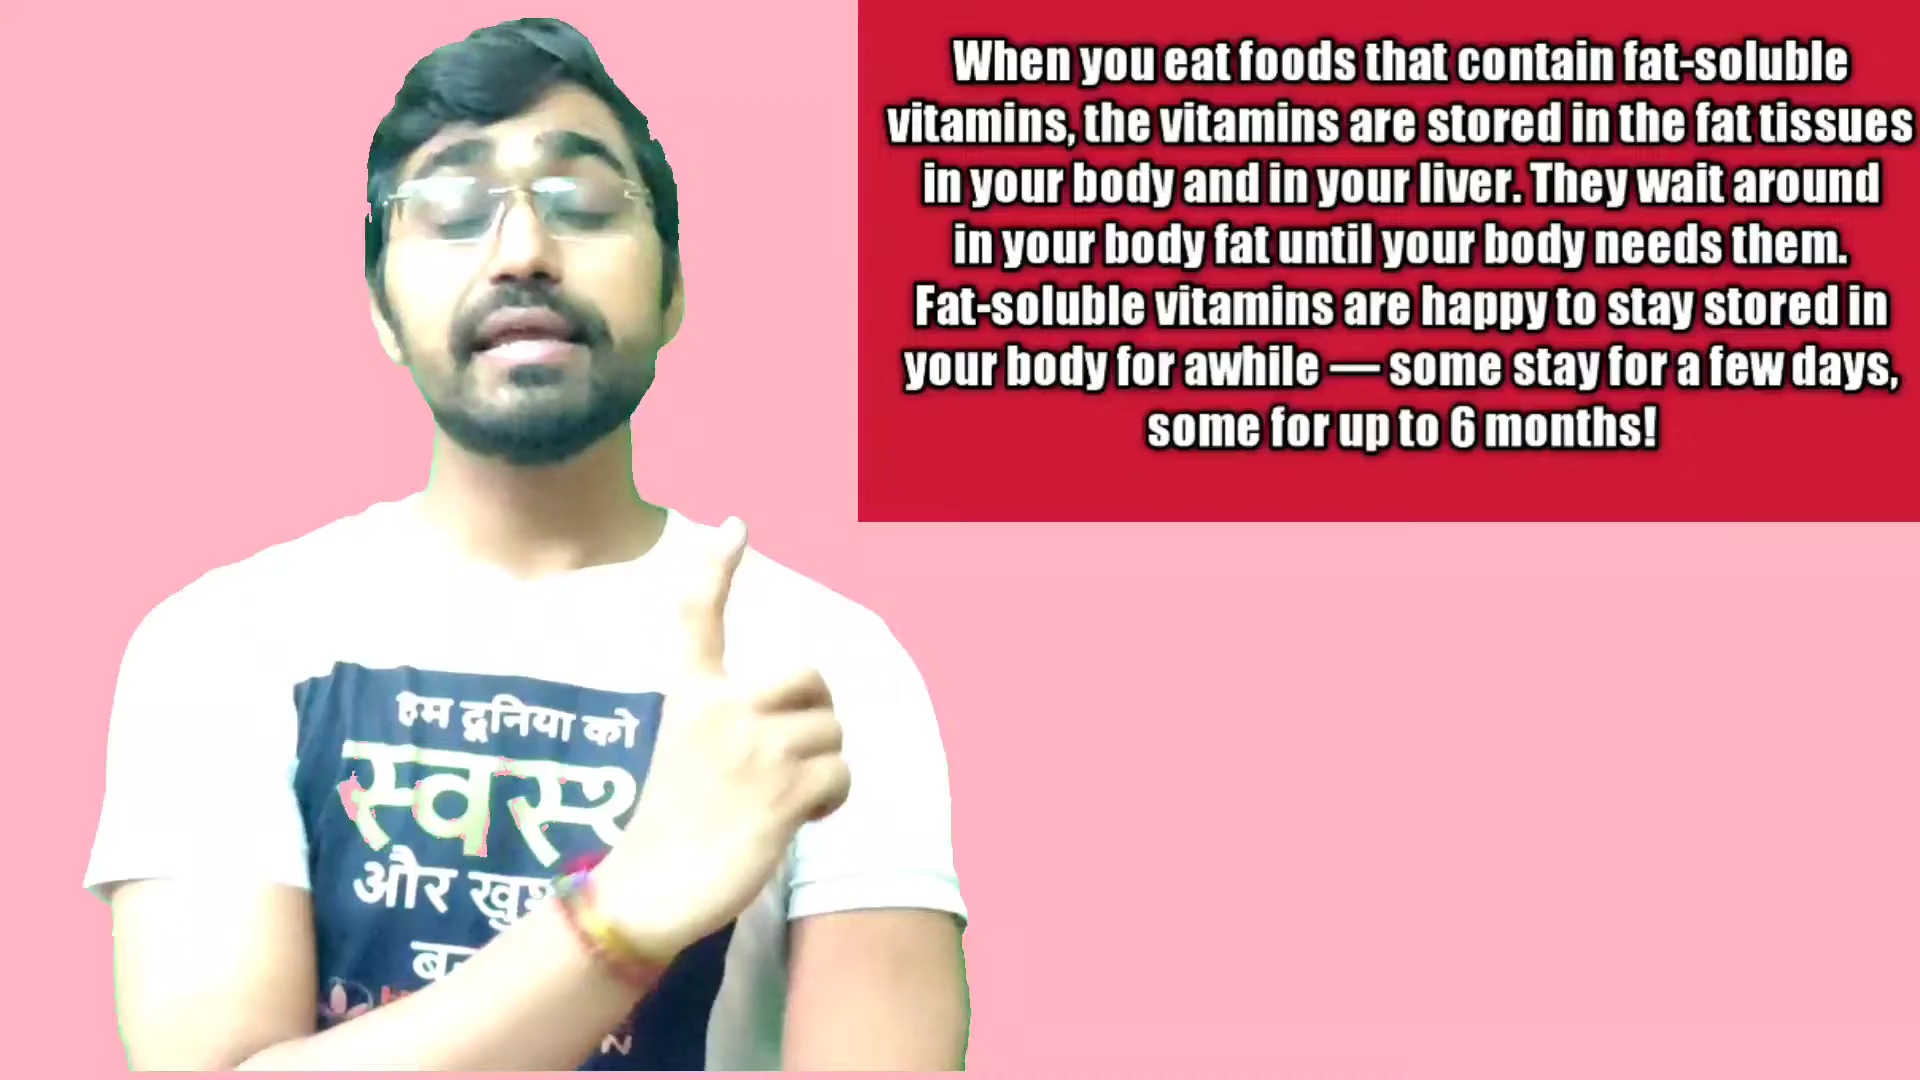 When you eat foods that contain fat-soluble
vitamins, the vitamins are stored in the fat tissues
in your body and in your liver. They wait around
in your body fat until your body needs them.
Fat-soluble vitamins are happy to stay stored in
your body for awhile — some stay for a few days,
some for up to 6 months!
हम दूनिया को
और